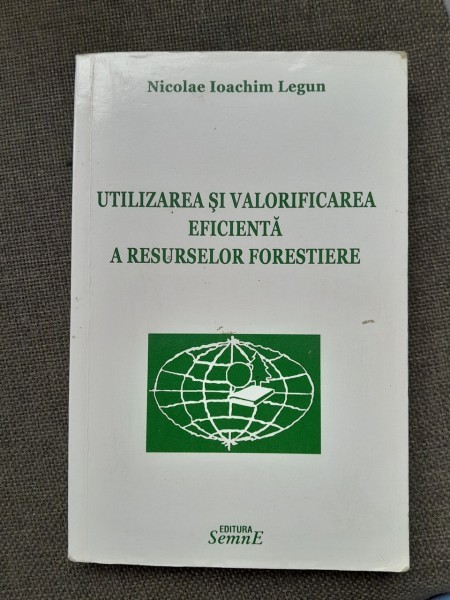 Nicolae Ioachim Legun
UTILIZAREA ŞI VALORIFICAREA
EFICIENTĂ
A RESURSELOR FORESTIERE
EDITURA
SemnE